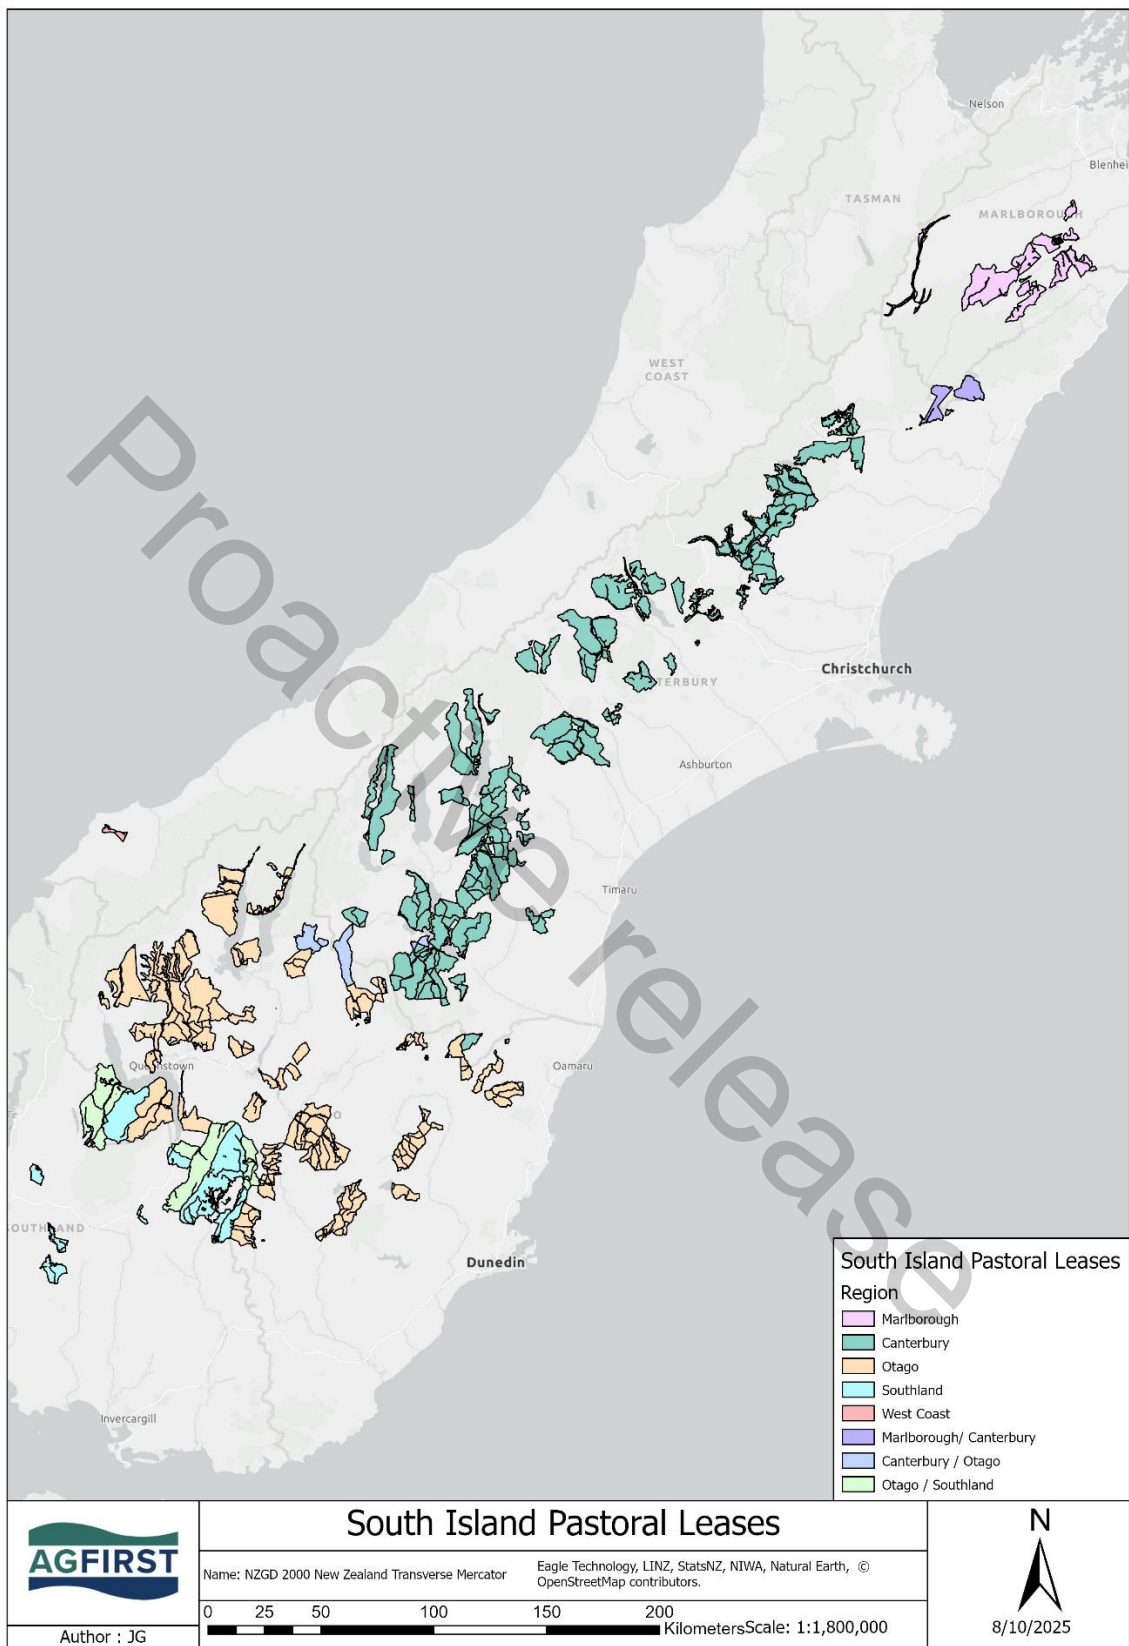 Nelson
Blenhei
TASMAN
MARLBOROUGH
WEST
COAST
Christchurch
TERBURY
Ashburton
Timaru
Queenstown
Oamaru
O
SOUTHLAND
Dunedin
Invercargill
Proactive release
South Island Pastoral Leases
Region
Marlborough
Canterbury
Otago
Southland
West Coast
Marlborough/ Canterbury
Canterbury / Otago
Otago / Southland
AGFIRST
Author : JG
South Island Pastoral Leases
Name: NZGD 2000 New Zealand Transverse Mercator
Eagle Technology, LINZ, StatsNZ, NIWA, Natural Earth, ©
OpenStreetMap contributors.
0 25 50 100 150 200
Kilometers
Scale: 1:1,800,000
N
8/10/2025